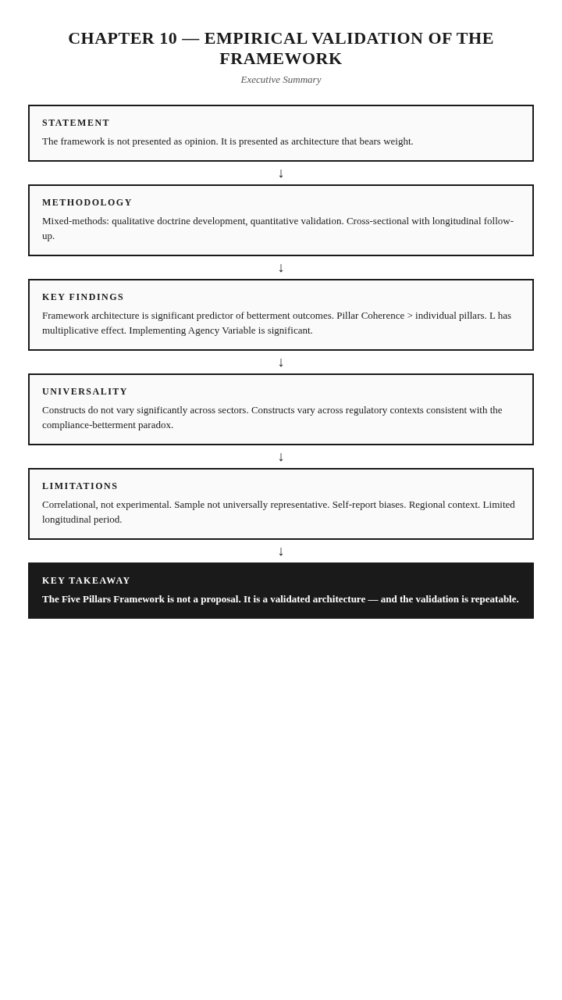 CHAPTER 10 — EMPIRICAL VALIDATION OF THE
FRAMEWORK
Executive Summary
STATEMENT
The framework is not presented as opinion. It is presented as architecture that bears weight.
↓
METHODOLOGY
Mixed-methods: qualitative doctrine development, quantitative validation. Cross-sectional with longitudinal follow-
up.
↓
KEY FINDINGS
Framework architecture is significant predictor of betterment outcomes. Pillar Coherence > individual pillars. L has
multiplicative effect. Implementing Agency Variable is significant.
↓
UNIVERSALITY
Constructs do not vary significantly across sectors. Constructs vary across regulatory contexts consistent with the
compliance-betterment paradox.
↓
LIMITATIONS
Correlational, not experimental. Sample not universally representative. Self-report biases. Regional context. Limited
longitudinal period.
↓
KEY TAKEAWAY
The Five Pillars Framework is not a proposal. It is a validated architecture — and the validation is repeatable.